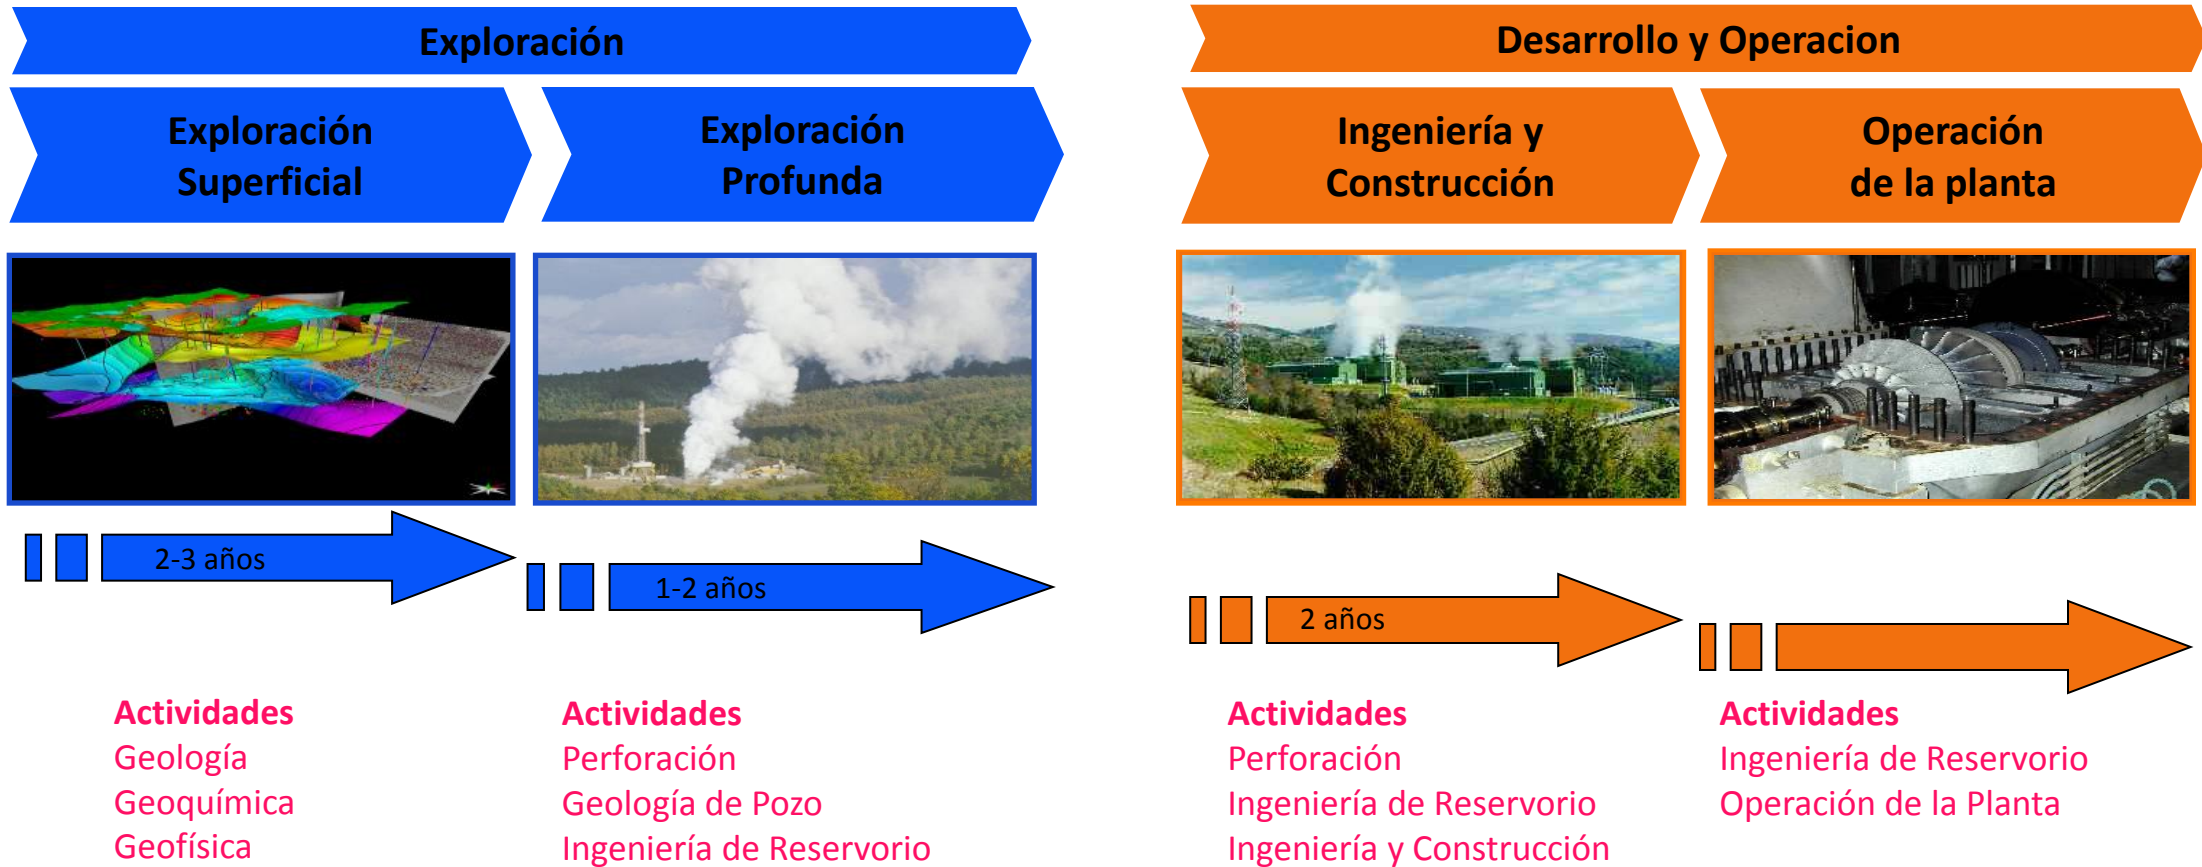 Exploración
Desarrollo y Operacion
Exploración
Superficial
Exploración
Profunda
Ingeniería y
Construcción
Operación
de la planta
2-3 años
1-2 años
2 años
Actividades
Geología
Geoquímica
Geofísica
Actividades
Perforación
Geología de Pozo
Ingeniería de Reservorio
Actividades
Perforación
Ingeniería de Reservorio
Ingeniería y Construcción
Actividades
Ingeniería de Reservorio
Operación de la Planta